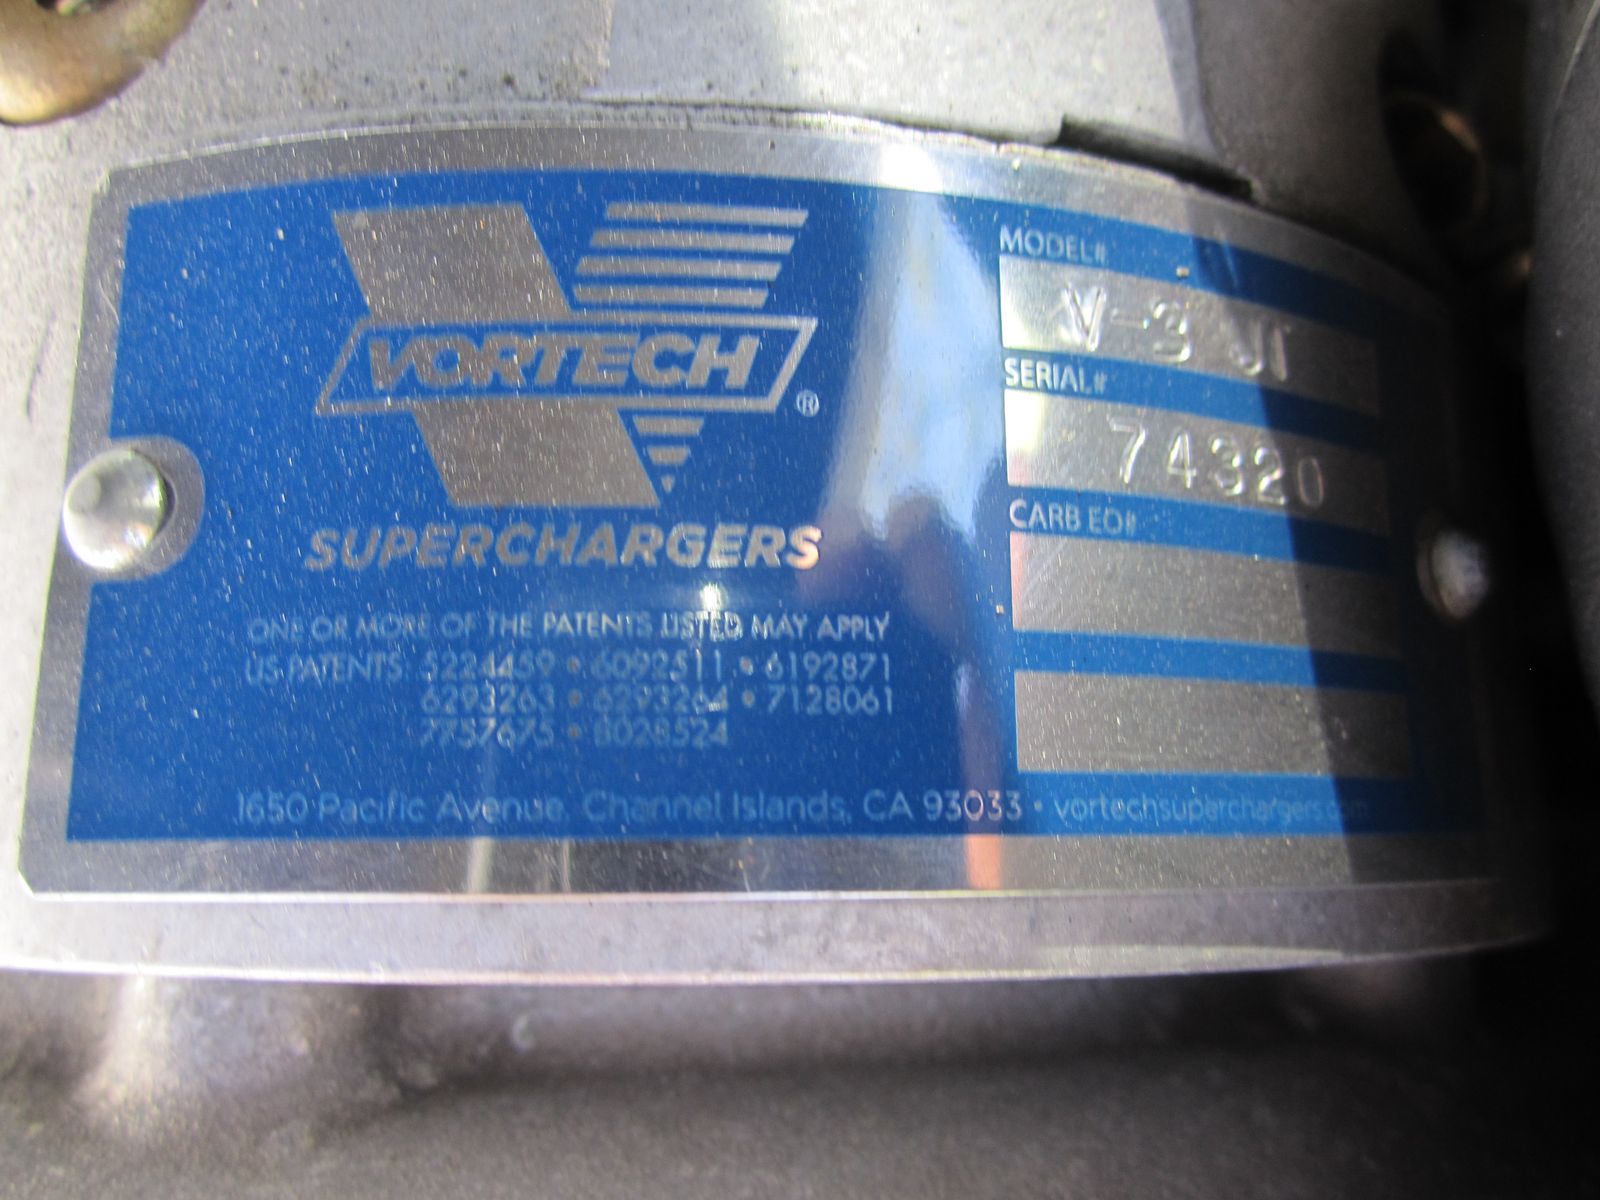 VORTECH®
SUPERCHARGERS
ONE OR MORE OF THE PATENTS LISTED MAY APPLY
US PATENTS: 5224459 • 6092511 • 6192871
6293263 • 6293264 • 7128061
7757675 • 8028524
1650 Pacific Avenue, Channel Islands, CA 93033 • vortechsuperchargers.com
MODEL#
V-3 JT
SERIAL#
74320
CARB EO#